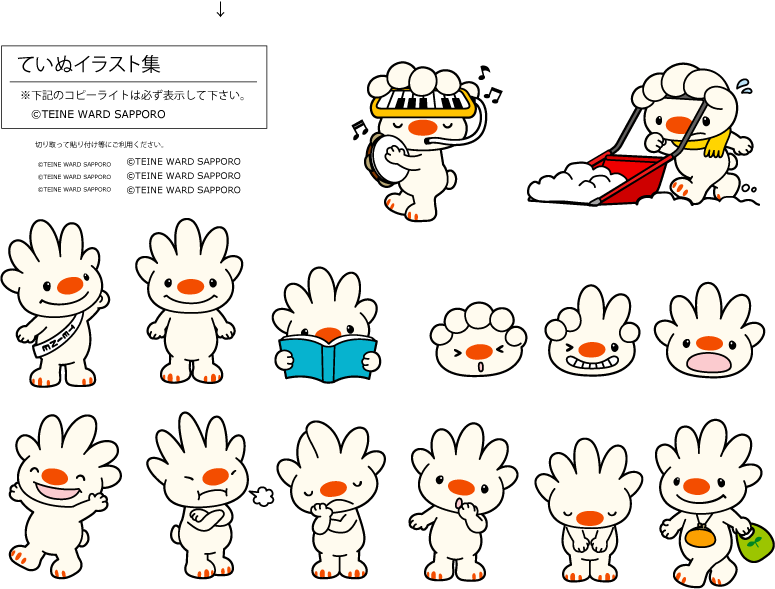 ↓
ていぬイラスト集
※下記のコピーライトは必ず表示して下さい。
©TEINE WARD SAPPORO
切り取って貼り付け等にご利用ください。
©TEINE WARD SAPPORO ©TEINE WARD SAPPORO
©TEINE WARD SAPPORO ©TEINE WARD SAPPORO
©TEINE WARD SAPPORO ©TEINE WARD SAPPORO
TEINE